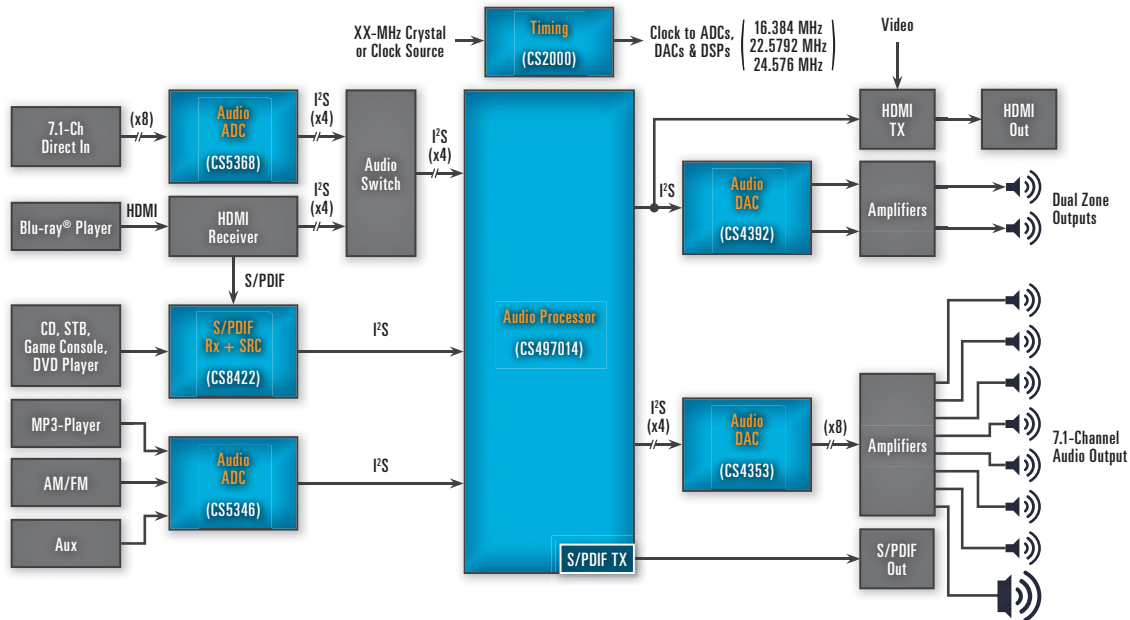 XX-MHz Crystal
or Clock Source
Timing
(CS2000)
Clock to ADCs,
DACs & DSPs
16.384 MHz
22.5792 MHz
24.576 MHz
Video
7.1-Ch
Direct In
(x8)
Audio
ADC
(CS5368)
I²S
(x4)
Audio
Switch
I²S
(x4)
HDMI
TX
HDMI
Out
Blu-ray® Player
HDMI
HDMI
Receiver
I²S
(x4)
S/PDIF
I²S
Audio
DAC
(CS4392)
Amplifiers
Dual Zone
Outputs
CD, STB,
Game Console,
DVD Player
S/PDIF
Rx + SRC
(CS8422)
I²S
Audio Processor
(CS497014)
MP3-Player
AM/FM
Aux
Audio
ADC
(CS5346)
I²S
I²S
(x4)
Audio
DAC
(CS4353)
(x8)
Amplifiers
7.1-Channel
Audio Output
S/PDIF TX
S/PDIF
Out